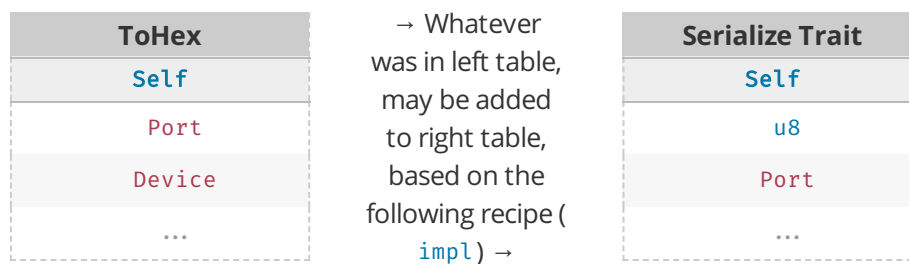 ToHex
Self
Port
Device
...
→ Whatever
was in left table,
may be added
to right table,
based on the
following recipe (
impl) →
Serialize Trait
Self
u8
Port
...